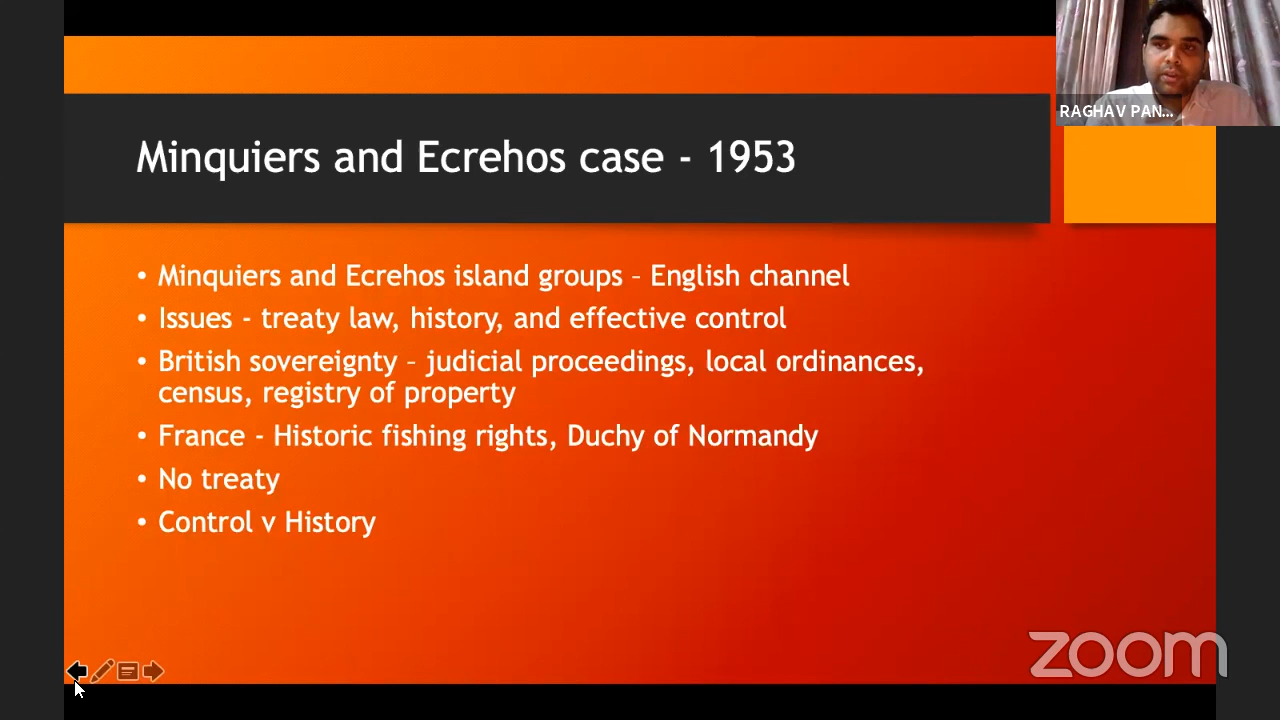 RAGHAV PAN...
Minquiers and Ecrehos case - 1953
• Minquiers and Ecrehos island groups – English channel
• Issues - treaty law, history, and effective control
• British sovereignty – judicial proceedings, local ordinances,
census, registry of property
• France - Historic fishing rights, Duchy of Normandy
• No treaty
• Control v History
zoom